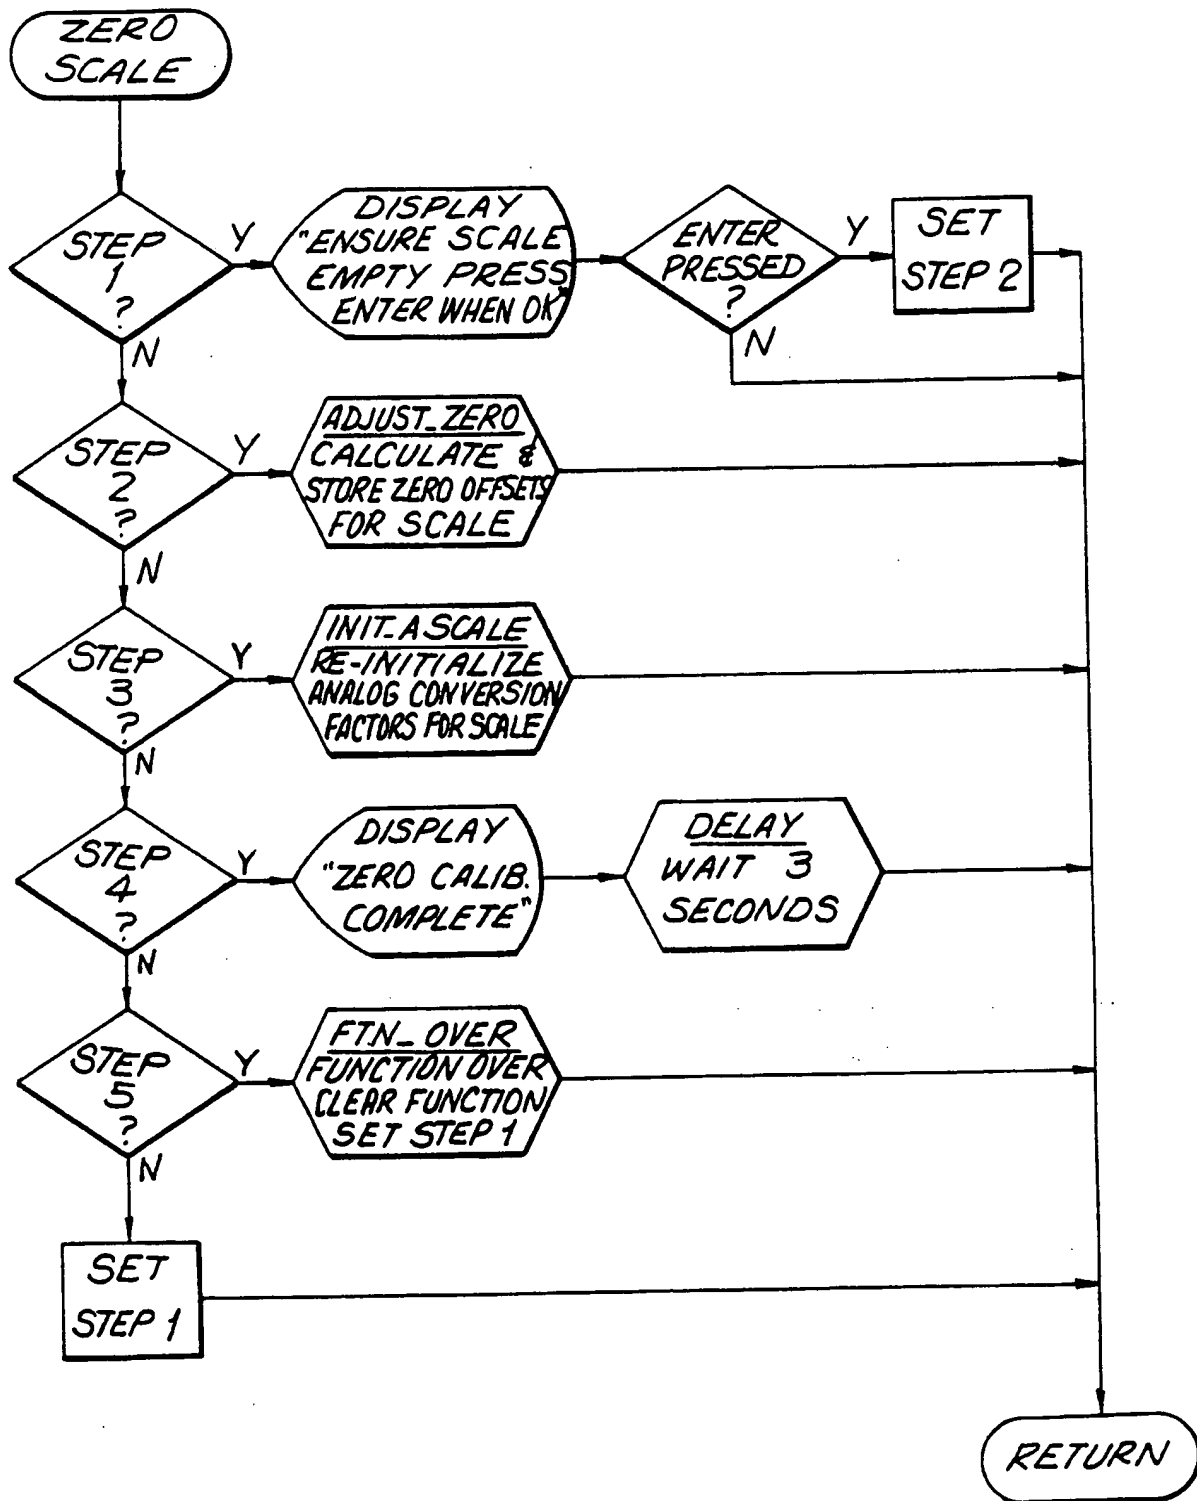 ZERO
SCALE
STEP
1
?
Y
DISPLAY
"ENSURE SCALE
EMPTY PRESS
ENTER WHEN OK"
ENTER
PRESSED
?
Y
SET
STEP 2
N
N
STEP
2
?
Y
ADJUST_ZERO
CALCULATE &
STORE ZERO OFFSETS
FOR SCALE
N
STEP
3
?
Y
INIT_ASCALE
RE-INITIALIZE
ANALOG CONVERSION
FACTORS FOR SCALE
N
STEP
4
?
Y
DISPLAY
"ZERO CALIB.
COMPLETE"
DELAY
WAIT 3
SECONDS
N
STEP
5
?
Y
FTN_OVER
FUNCTION OVER
CLEAR FUNCTION
SET STEP 1
N
SET
STEP 1
RETURN